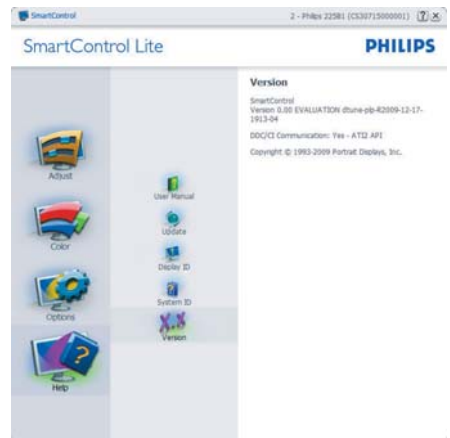 SmartControl
2 - Philips 225B1 (CS30715000001)
SmartControl Lite
PHILIPS
Adjust
Color
Options
Help
User Manual
Update
Display ID
System ID
Version
Version
SmartControl
Version 0.00 EVALUATION dtune-plp-R2009-12-17-
1913-04
DDC/CI Communication: Yes - ATI2 API
Copyright © 1993-2009 Portrait Displays, Inc.